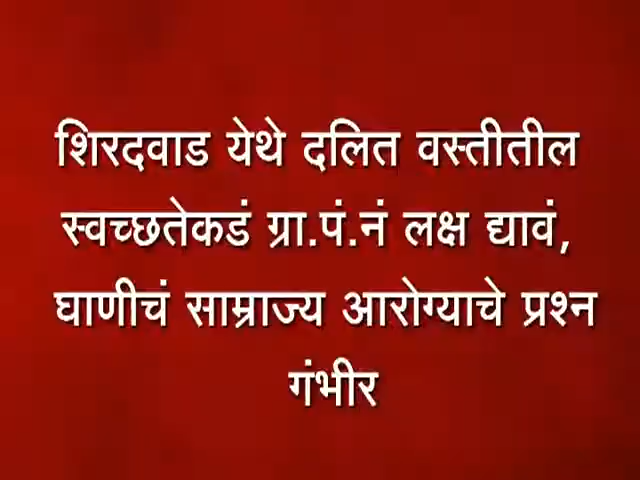 शिरदवाड येथे दलित वस्तीतील
स्वच्छतेकडं ग्रा.पं.नं लक्ष द्यावं,
घाणीचं साम्राज्य आरोग्याचे प्रश्न
गंभीर